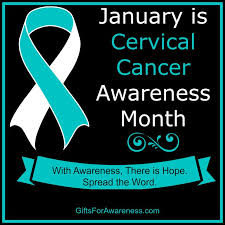 January is
Cervical
Cancer
Awareness
Month
With Awareness, There is Hope.
Spread the Word.
GiftsForAwareness.com